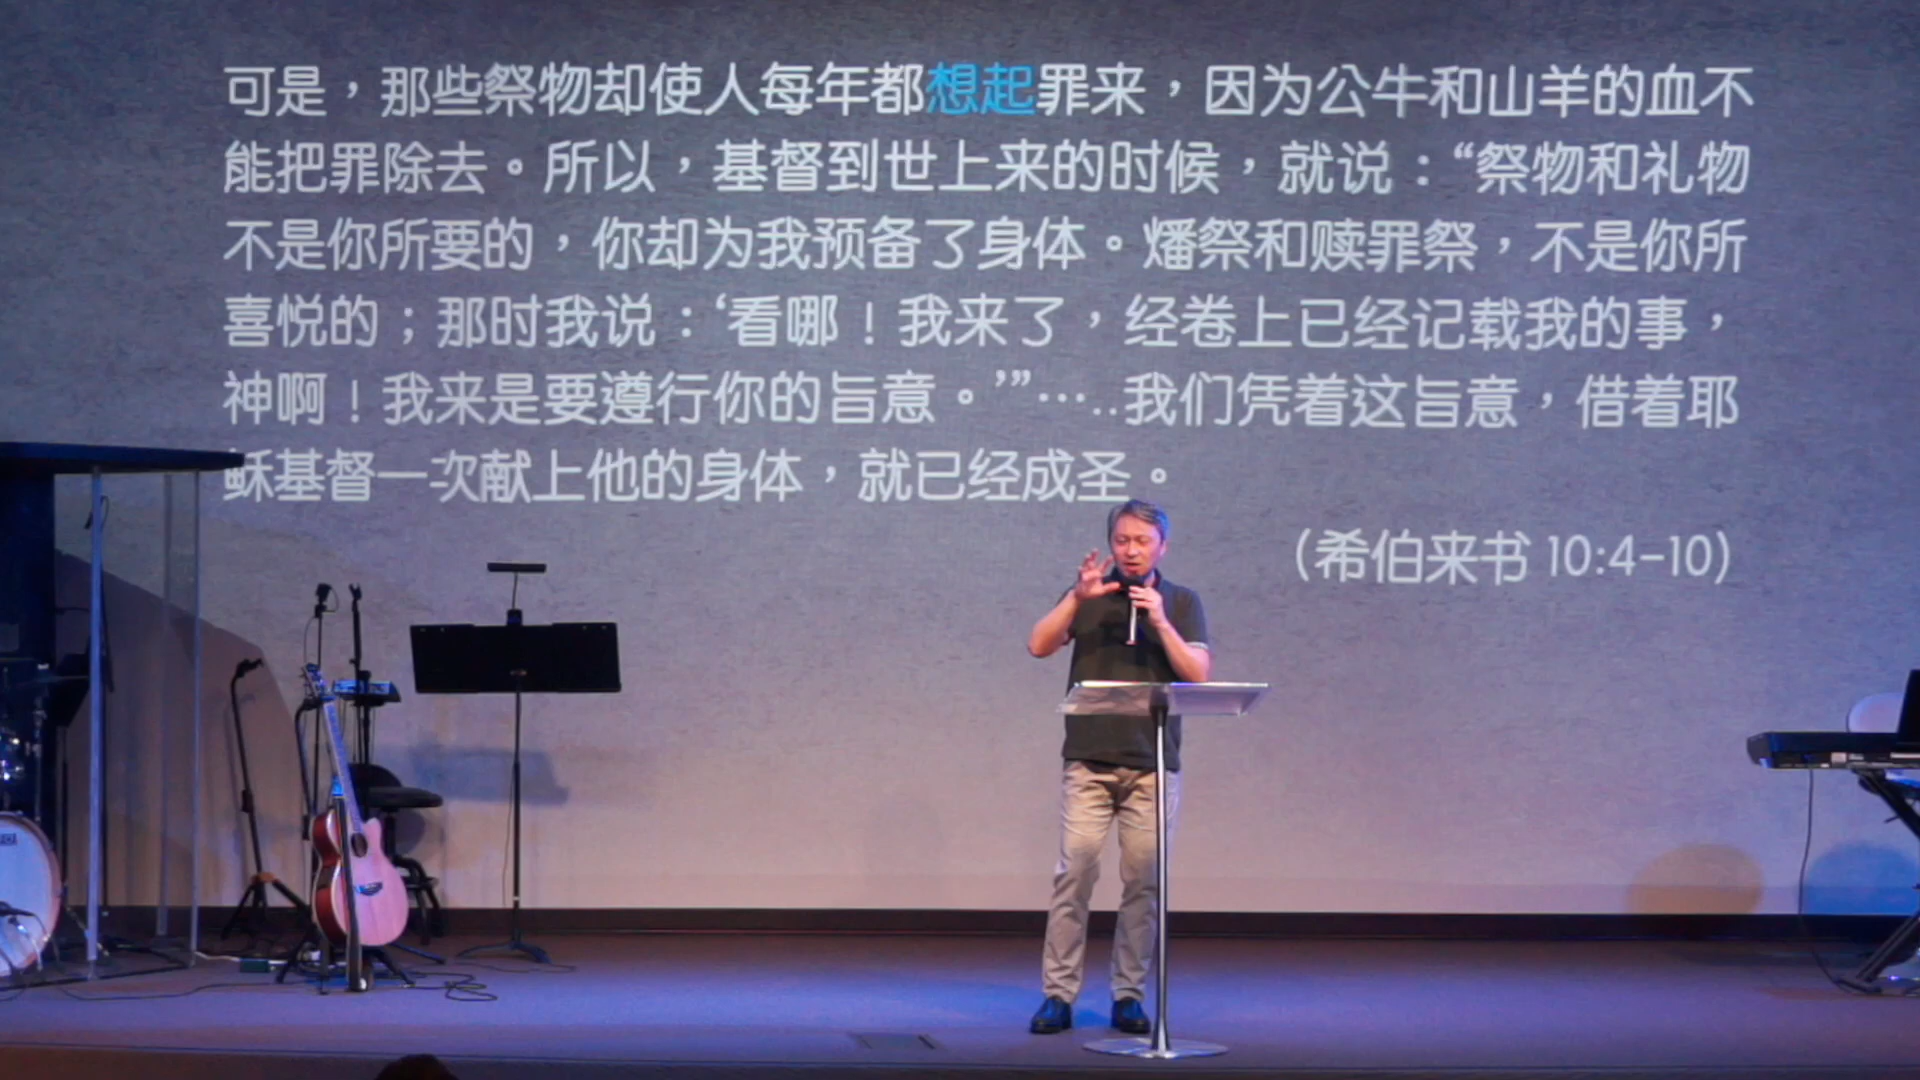 可是，那些祭物却使人每年都想起罪来，因为公牛和山羊的血不
能把罪除去。所以，基督到世上来的时候，就说：“祭物和礼物
不是你所要的，你却为我预备了身体。燔祭和赎罪祭，不是你所
喜悦的；那时我说：‘看哪！我来了，经卷上已经记载我的事，
神啊！我来是要遵行你的旨意。’”…..我们凭着这旨意，借着耶
稣基督一次献上他的身体，就已经成圣。
（希伯来书 10:4-10）